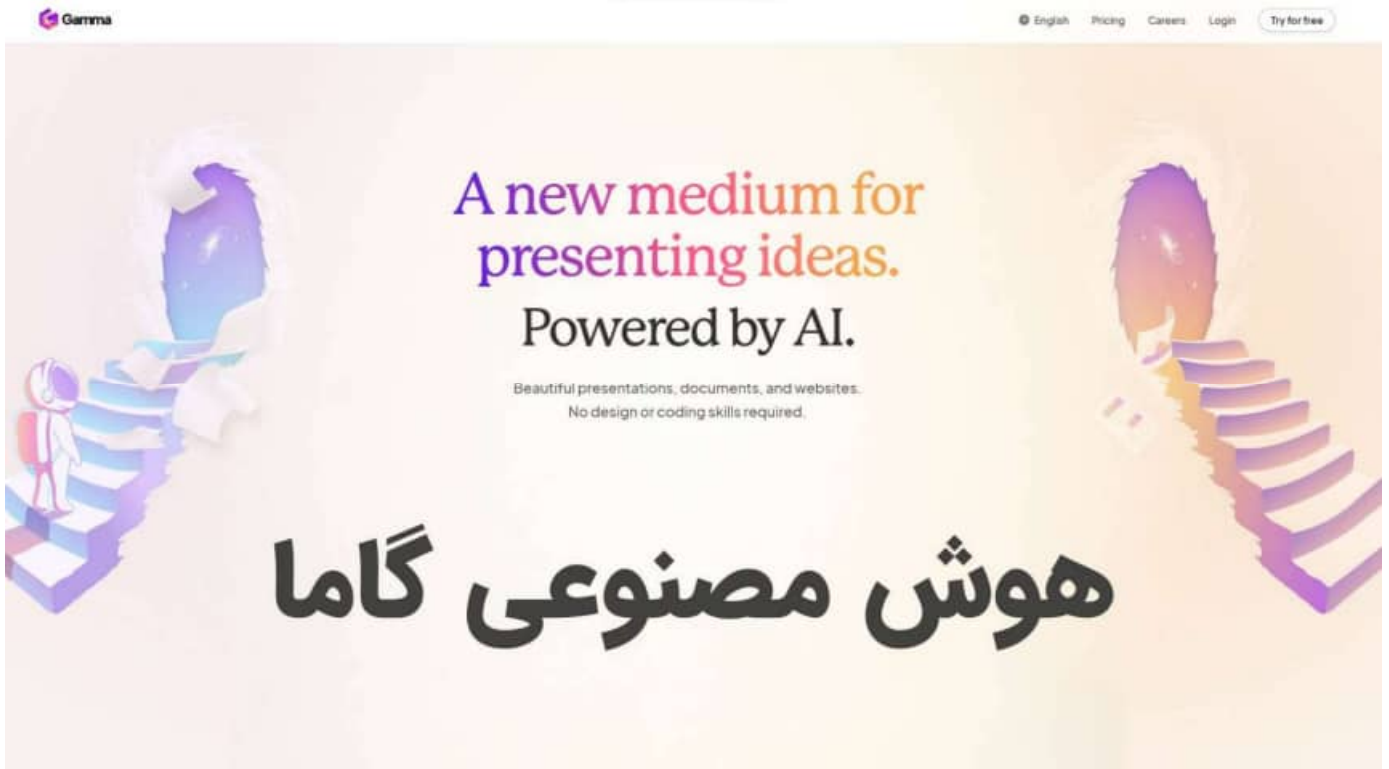 Gamma
English Pricing Careers Login Try for free
A new medium for
presenting ideas.
Powered by AI.
Beautiful presentations, documents, and websites.
No design or coding skills required.
هوش مصنوعی گاما